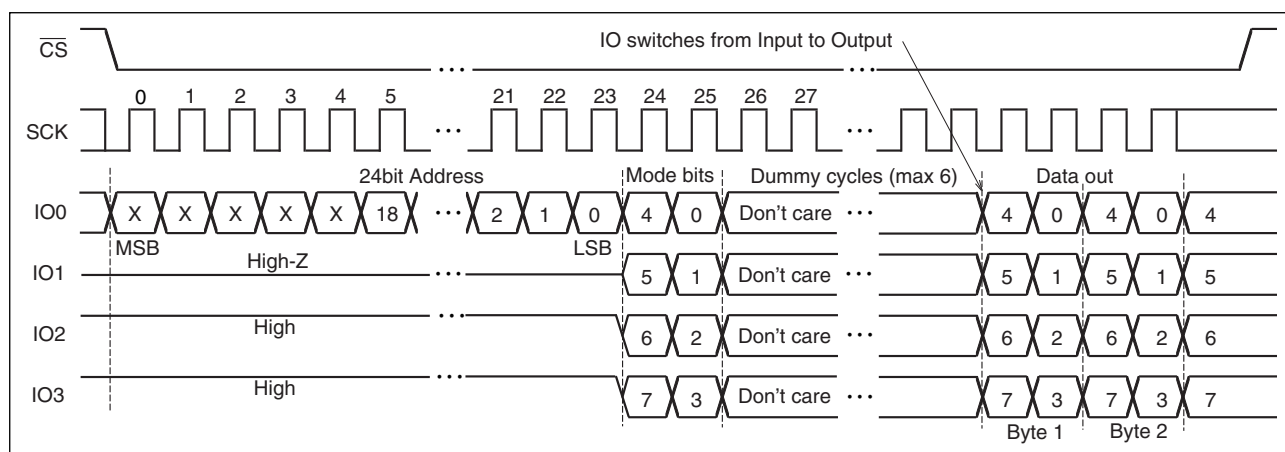 CS
IO switches from Input to Output
0 1 2 3 4 5 21 22 23 24 25 26 27
SCK
24bit Address Mode bits Dummy cycles (max 6) Data out
IO0 X X X X X 18 2 1 0 4 0 Don't care 4 0 4 0 4
MSB LSB
IO1 High-Z 5 1 Don't care 5 1 5 1 5
IO2 High 6 2 Don't care 6 2 6 2 6
IO3 High 7 3 Don't care 7 3 7 3 7
Byte 1 Byte 2